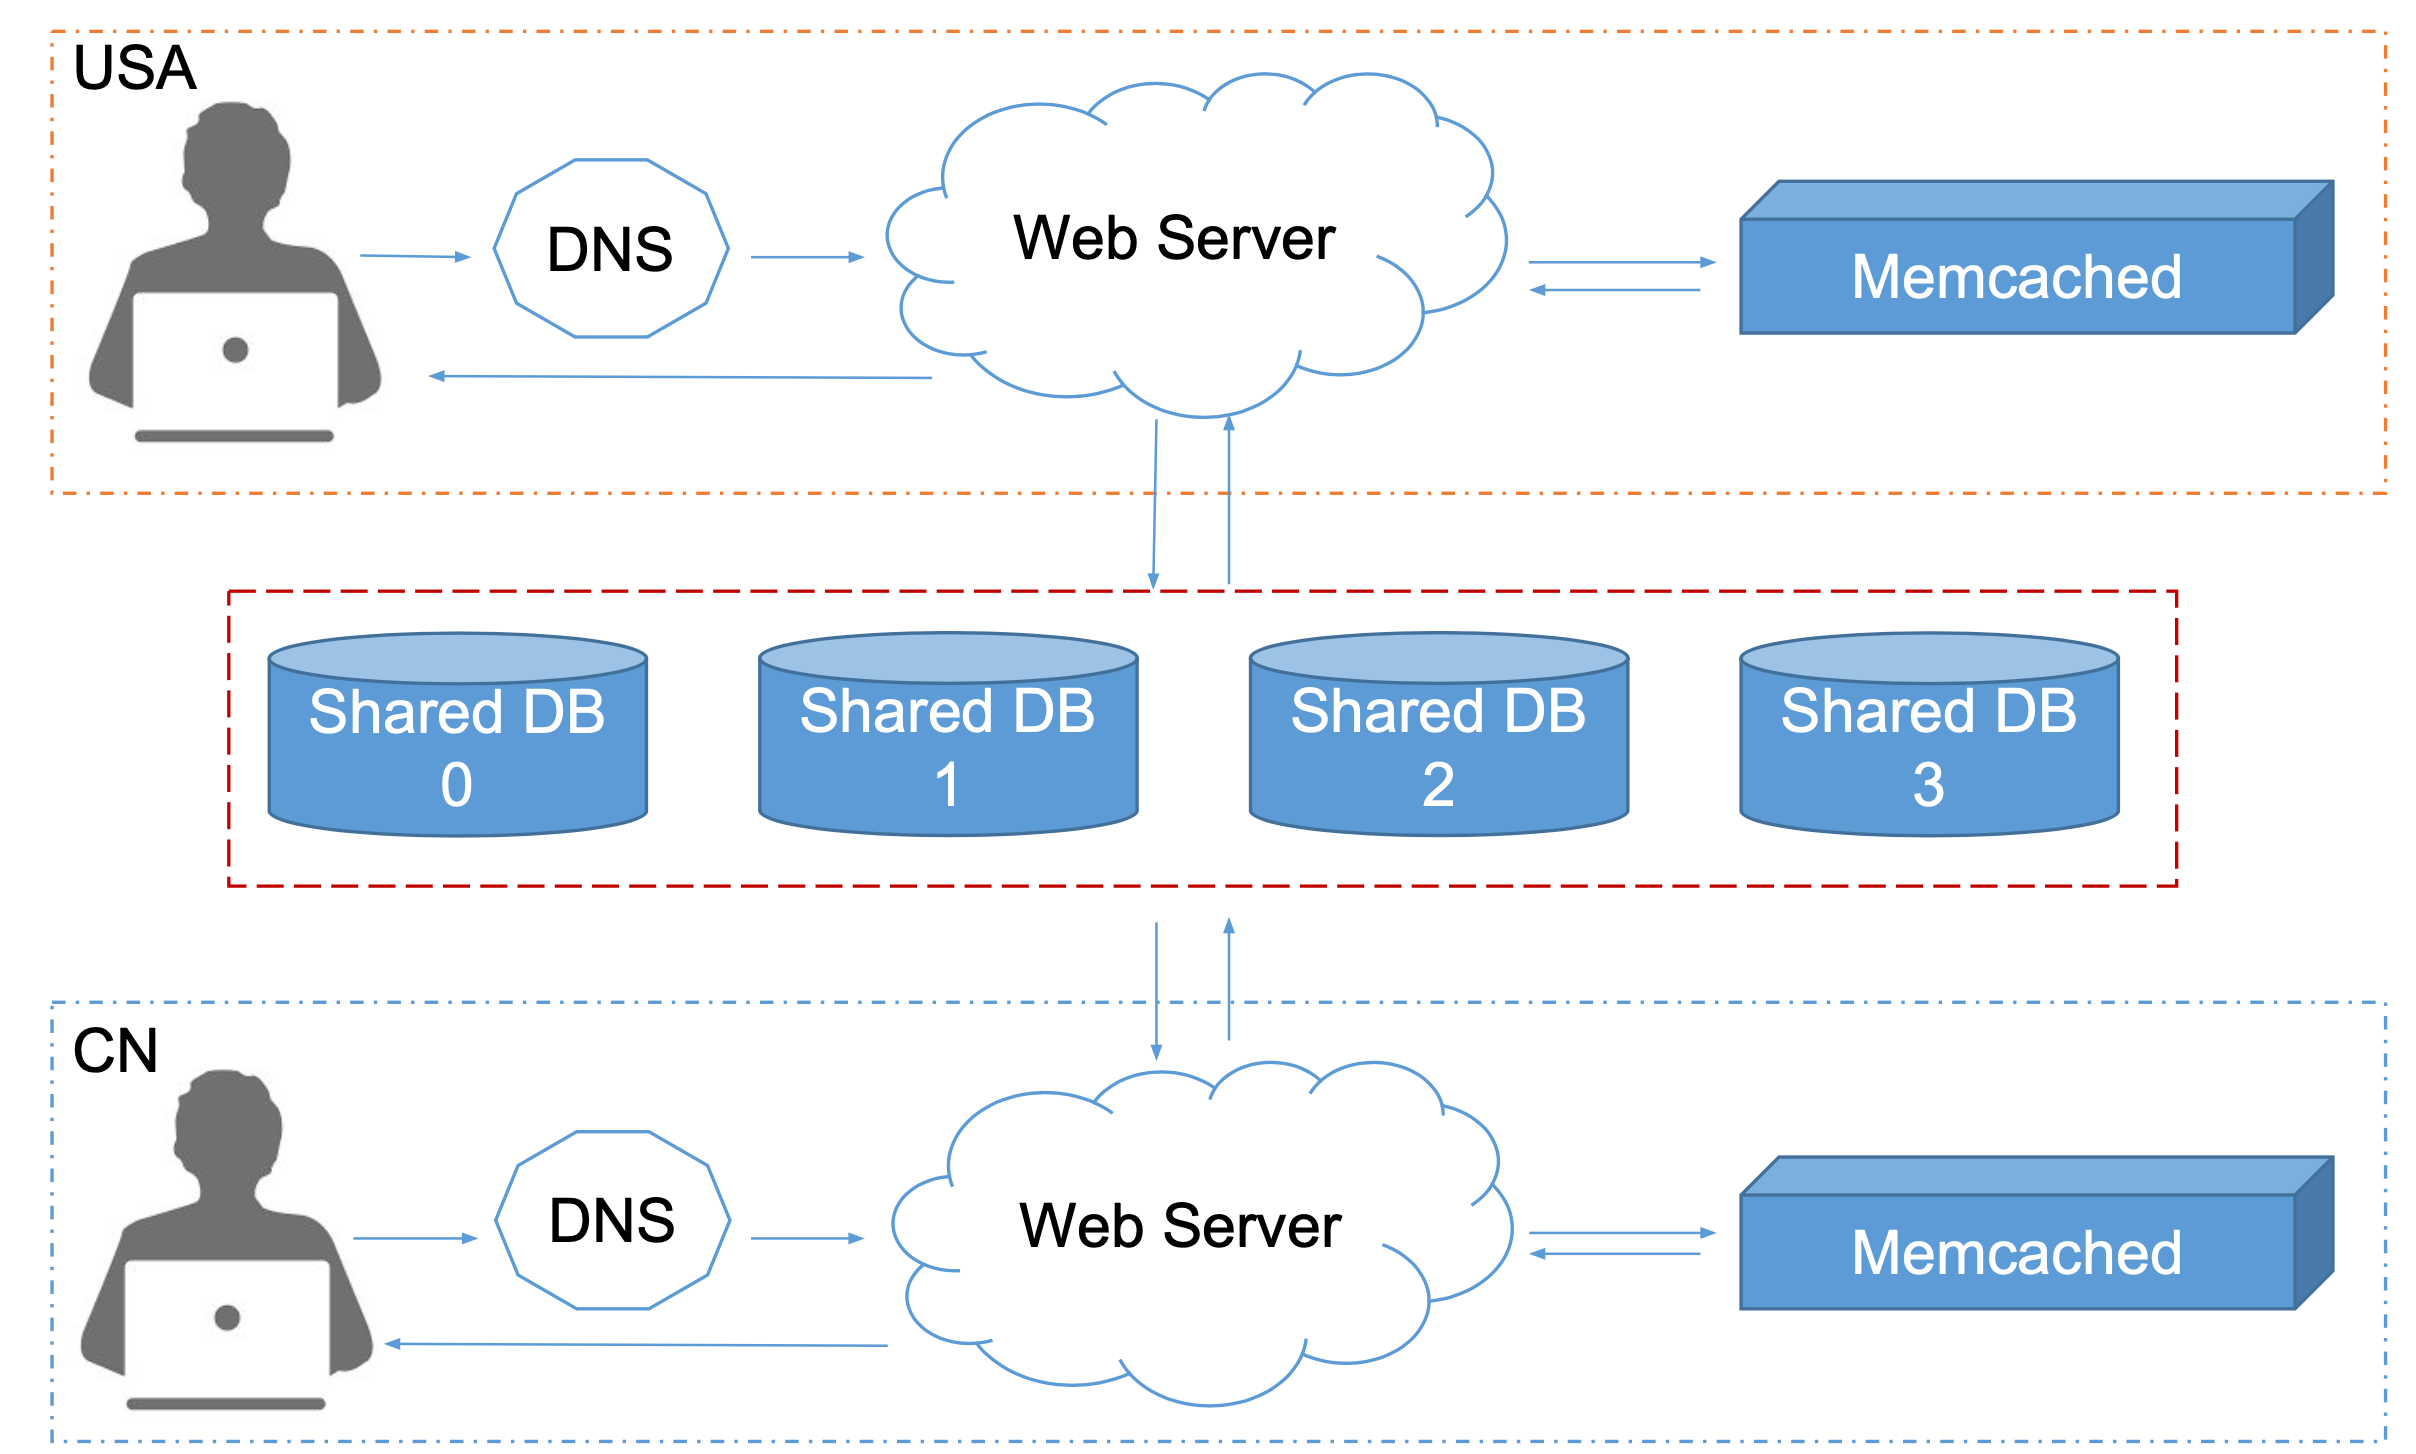 USA
DNS
Web Server
Memcached
Shared DB
0
Shared DB
1
Shared DB
2
Shared DB
3
CN
DNS
Web Server
Memcached